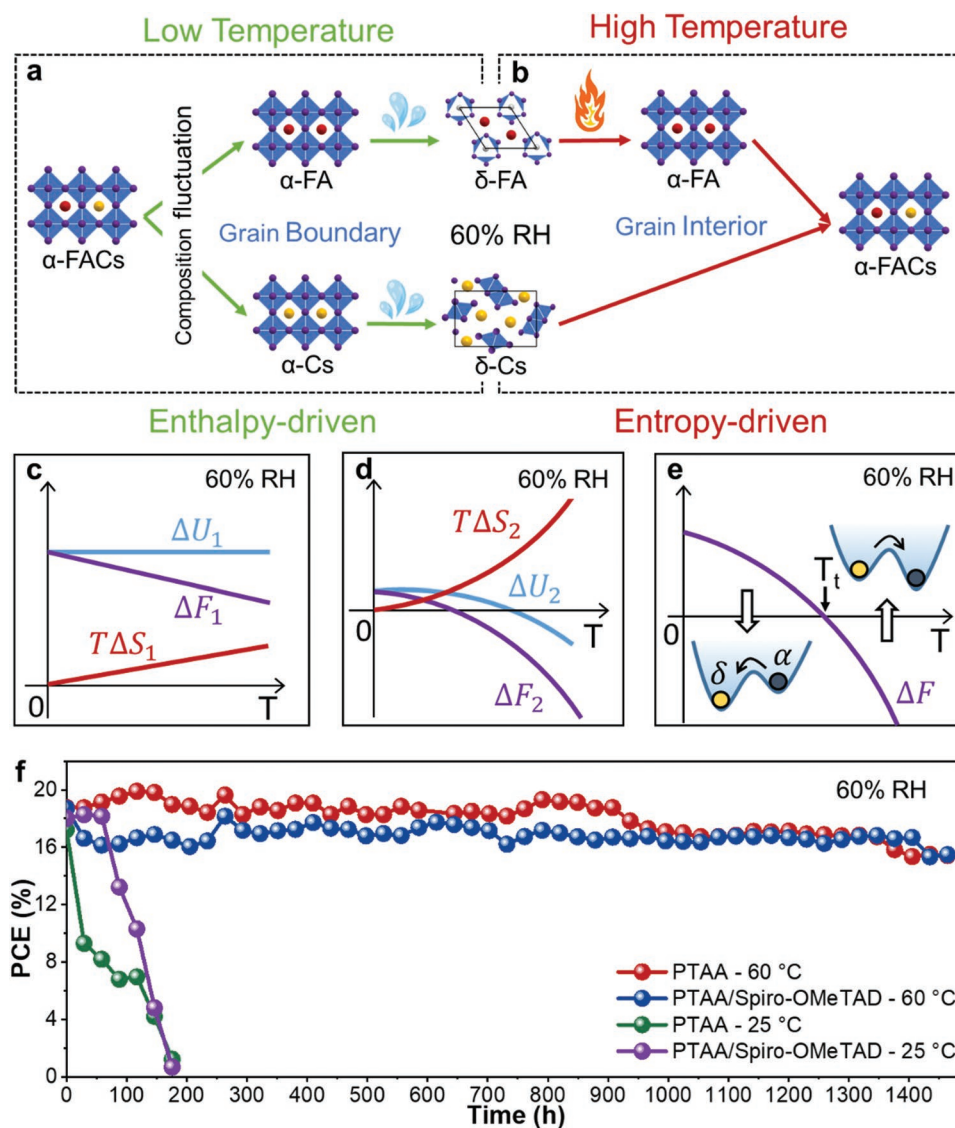 Low Temperature
High Temperature
a
b
Composition fluctuation
α-FACs
α-FA
δ-FA
α-FA
α-FACs
Grain Boundary
60% RH
Grain Interior
α-Cs
δ-Cs
Enthalpy-driven
Entropy-driven
c
60% RH
ΔU₁
ΔF₁
TΔS₁
0
T
d
60% RH
TΔS₂
ΔU₂
0
T
ΔF₂
e
60% RH
Tₜ
0
T
δ
α
ΔF
f
60% RH
PCE (%)
20
16
12
8
4
0
PTAA - 60 °C
PTAA/Spiro-OMeTAD - 60 °C
PTAA - 25 °C
PTAA/Spiro-OMeTAD - 25 °C
0 100 200 300 400 500 600 700 800 900 1000 1100 1200 1300 1400
Time (h)